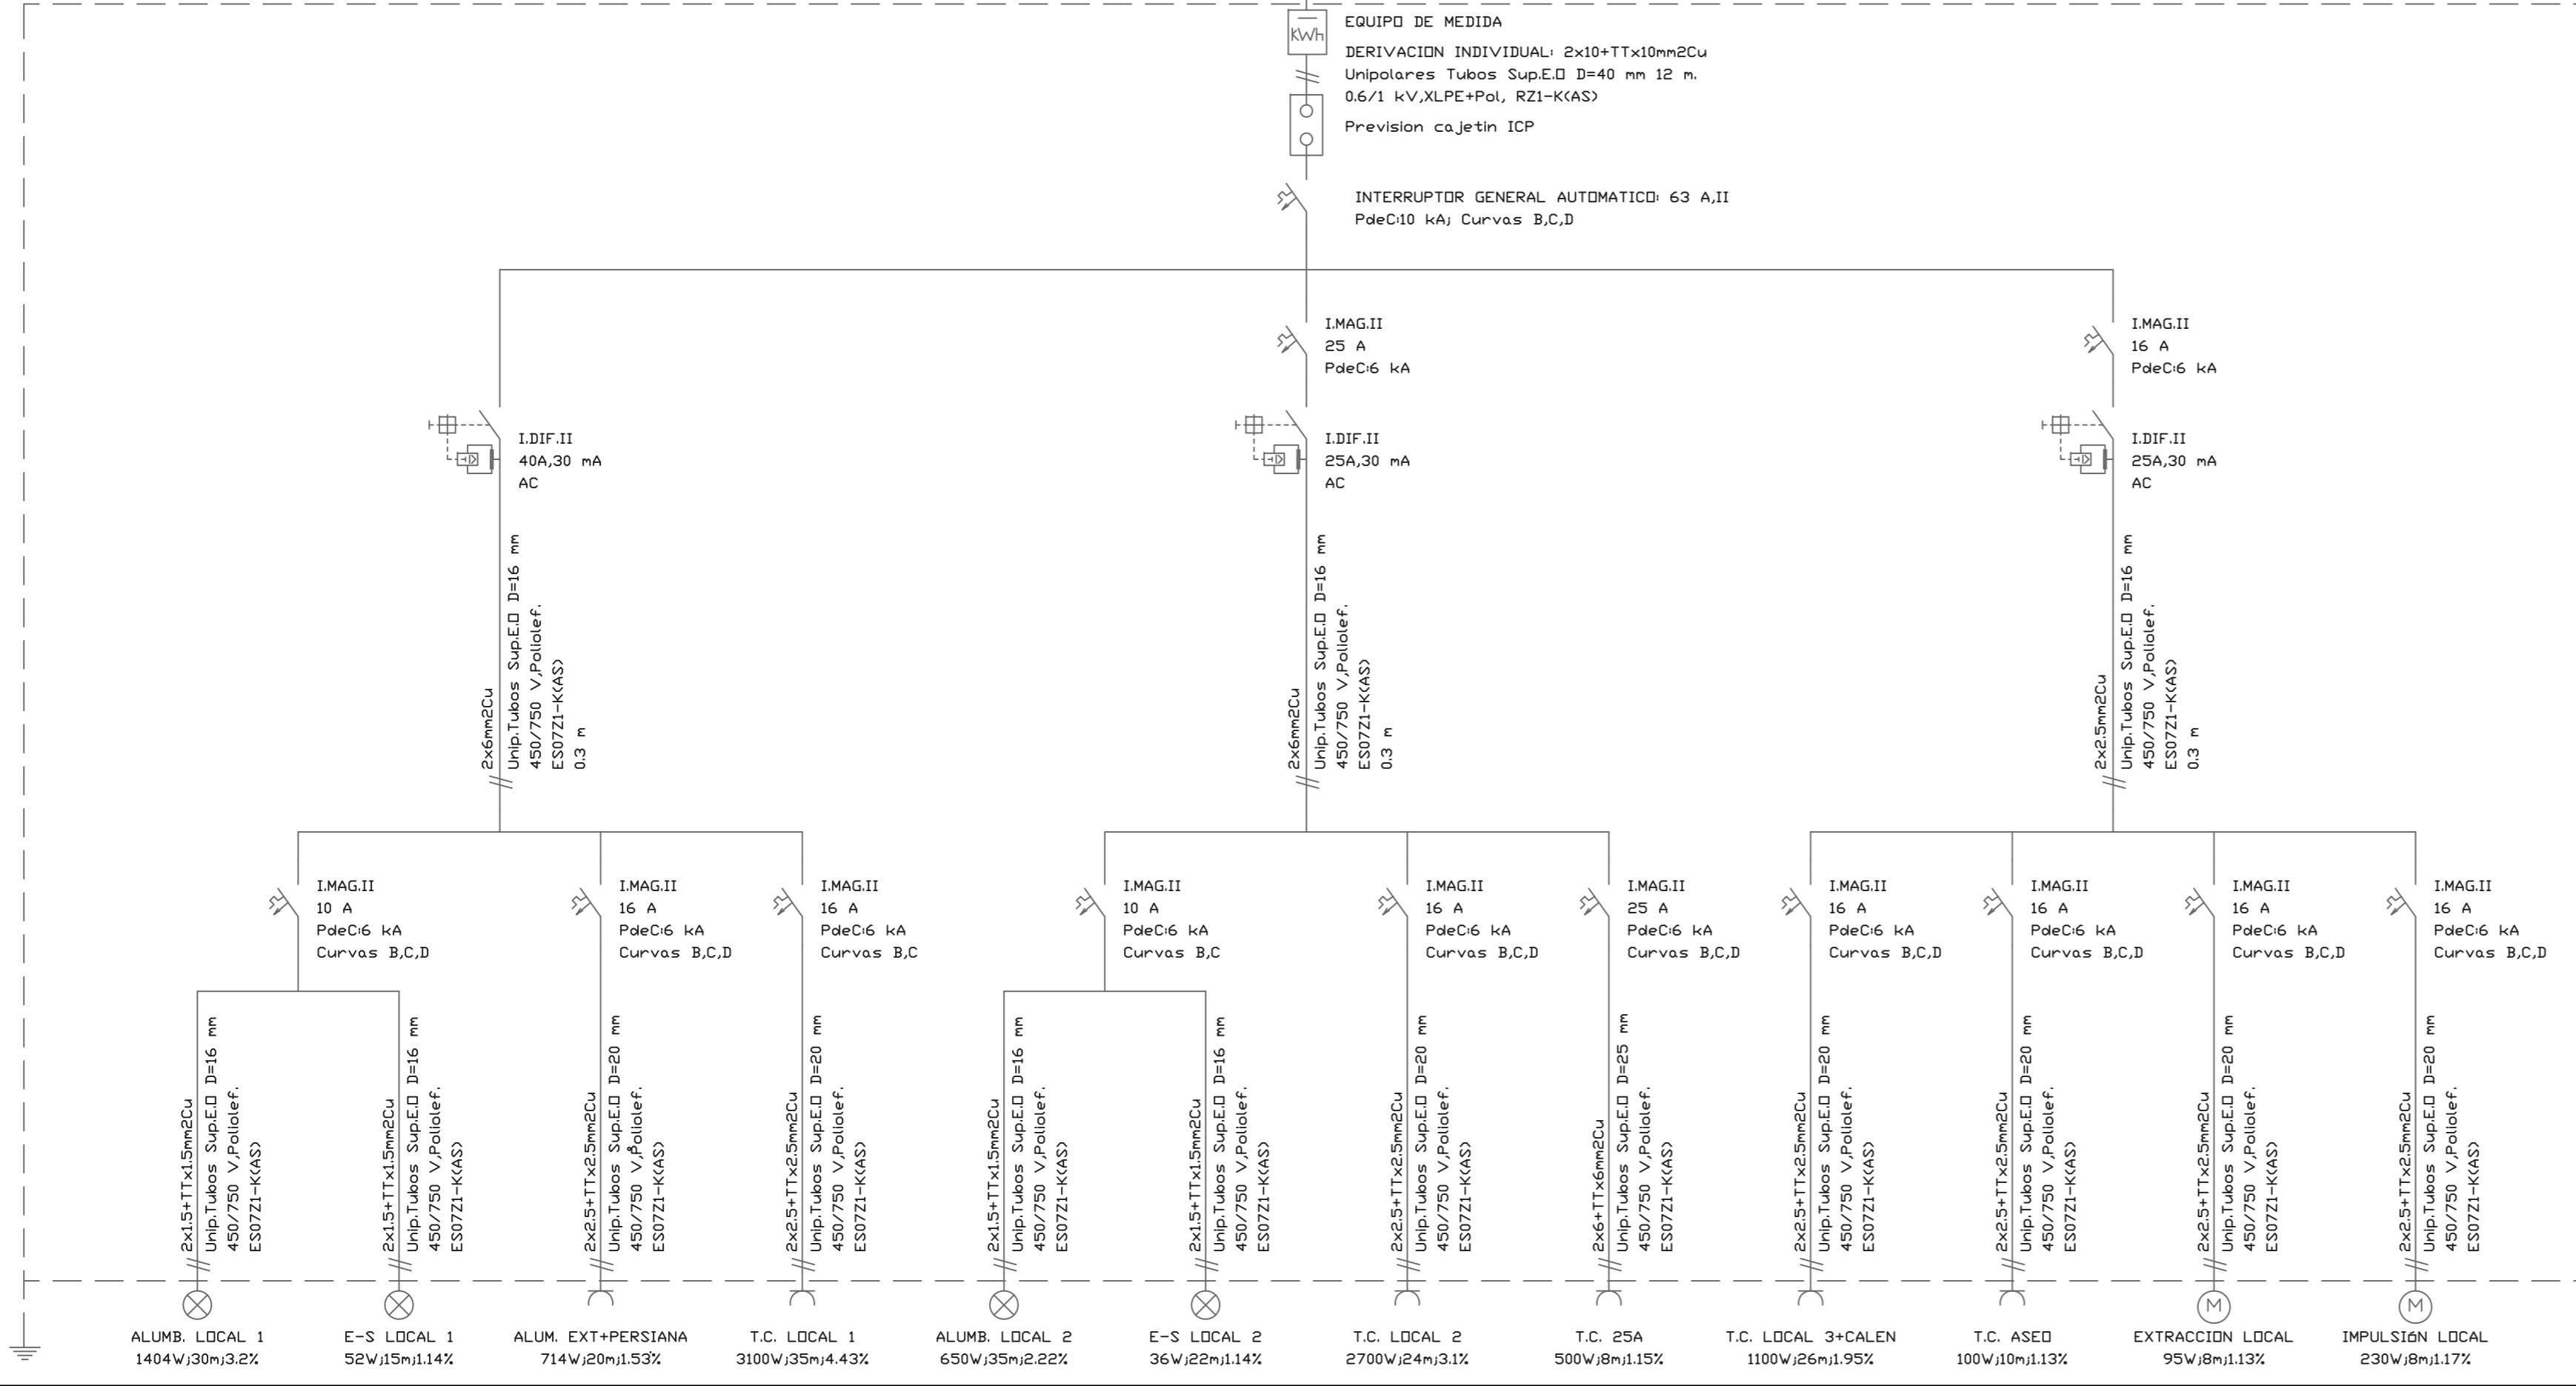 KWh
EQUIPO DE MEDIDA
DERIVACION INDIVIDUAL: 2x10+TTx10mm2Cu
Unipolares Tubos Sup.E.O D=40 mm 12 m.
0.6/1 kV,XLPE+Pol, RZ1-K(AS)
Prevision cajetin ICP
INTERRUPTOR GENERAL AUTOMATICO: 63 A,II
PdeC:10 kA; Curvas B,C,D
I.MAG.II
25 A
PdeC:6 kA
I.MAG.II
16 A
PdeC:6 kA
I.DIF.II
40A,30 mA
AC
I.DIF.II
25A,30 mA
AC
I.DIF.II
25A,30 mA
AC
2x6mm2Cu
Unip.Tubos Sup.E.O D=16 mm
450/750 V,Poliolef.
ES07Z1-K(AS)
0.3 m
2x6mm2Cu
Unip.Tubos Sup.E.O D=16 mm
450/750 V,Poliolef.
ES07Z1-K(AS)
0.3 m
2x2.5mm2Cu
Unip.Tubos Sup.E.O D=16 mm
450/750 V,Poliolef.
ES07Z1-K(AS)
0.3 m
I.MAG.II
10 A
PdeC:6 kA
Curvas B,C,D
I.MAG.II
16 A
PdeC:6 kA
Curvas B,C,D
I.MAG.II
16 A
PdeC:6 kA
Curvas B,C
I.MAG.II
10 A
PdeC:6 kA
Curvas B,C
I.MAG.II
16 A
PdeC:6 kA
Curvas B,C,D
I.MAG.II
25 A
PdeC:6 kA
Curvas B,C,D
I.MAG.II
16 A
PdeC:6 kA
Curvas B,C,D
I.MAG.II
16 A
PdeC:6 kA
Curvas B,C,D
I.MAG.II
16 A
PdeC:6 kA
Curvas B,C,D
I.MAG.II
16 A
PdeC:6 kA
Curvas B,C,D
2x1.5+TTx1.5mm2Cu
Unip.Tubos Sup.E.O D=16 mm
450/750 V,Poliolef.
ES07Z1-K(AS)
2x1.5+TTx1.5mm2Cu
Unip.Tubos Sup.E.O D=16 mm
450/750 V,Poliolef.
ES07Z1-K(AS)
2x2.5+TTx2.5mm2Cu
Unip.Tubos Sup.E.O D=20 mm
450/750 V,Poliolef.
ES07Z1-K(AS)
2x2.5+TTx2.5mm2Cu
Unip.Tubos Sup.E.O D=20 mm
450/750 V,Poliolef.
ES07Z1-K(AS)
2x1.5+TTx1.5mm2Cu
Unip.Tubos Sup.E.O D=16 mm
450/750 V,Poliolef.
ES07Z1-K(AS)
2x1.5+TTx1.5mm2Cu
Unip.Tubos Sup.E.O D=16 mm
450/750 V,Poliolef.
ES07Z1-K(AS)
2x2.5+TTx2.5mm2Cu
Unip.Tubos Sup.E.O D=20 mm
450/750 V,Poliolef.
ES07Z1-K(AS)
2x6+TTx6mm2Cu
Unip.Tubos Sup.E.O D=25 mm
450/750 V,Poliolef.
ES07Z1-K(AS)
2x2.5+TTx2.5mm2Cu
Unip.Tubos Sup.E.O D=20 mm
450/750 V,Poliolef.
ES07Z1-K(AS)
2x2.5+TTx2.5mm2Cu
Unip.Tubos Sup.E.O D=20 mm
450/750 V,Poliolef.
ES07Z1-K(AS)
2x2.5+TTx2.5mm2Cu
Unip.Tubos Sup.E.O D=20 mm
450/750 V,Poliolef.
ES07Z1-K(AS)
2x2.5+TTx2.5mm2Cu
Unip.Tubos Sup.E.O D=20 mm
450/750 V,Poliolef.
ES07Z1-K(AS)
M
M
ALUMB. LOCAL 1
1404W;30m;3.2%
E-S LOCAL 1
52W;15m;1.14%
ALUM. EXT+PERSIANA
714W;20m;1.53%
T.C. LOCAL 1
3100W;35m;4.43%
ALUMB. LOCAL 2
650W;35m;2.22%
E-S LOCAL 2
36W;22m;1.14%
T.C. LOCAL 2
2700W;24m;3.1%
T.C. 25A
500W;8m;1.15%
T.C. LOCAL 3+CALEN
1100W;26m;1.95%
T.C. ASEO
100W;10m;1.13%
EXTRACCION LOCAL
95W;8m;1.13%
IMPULSIóN LOCAL
230W;8m;1.17%